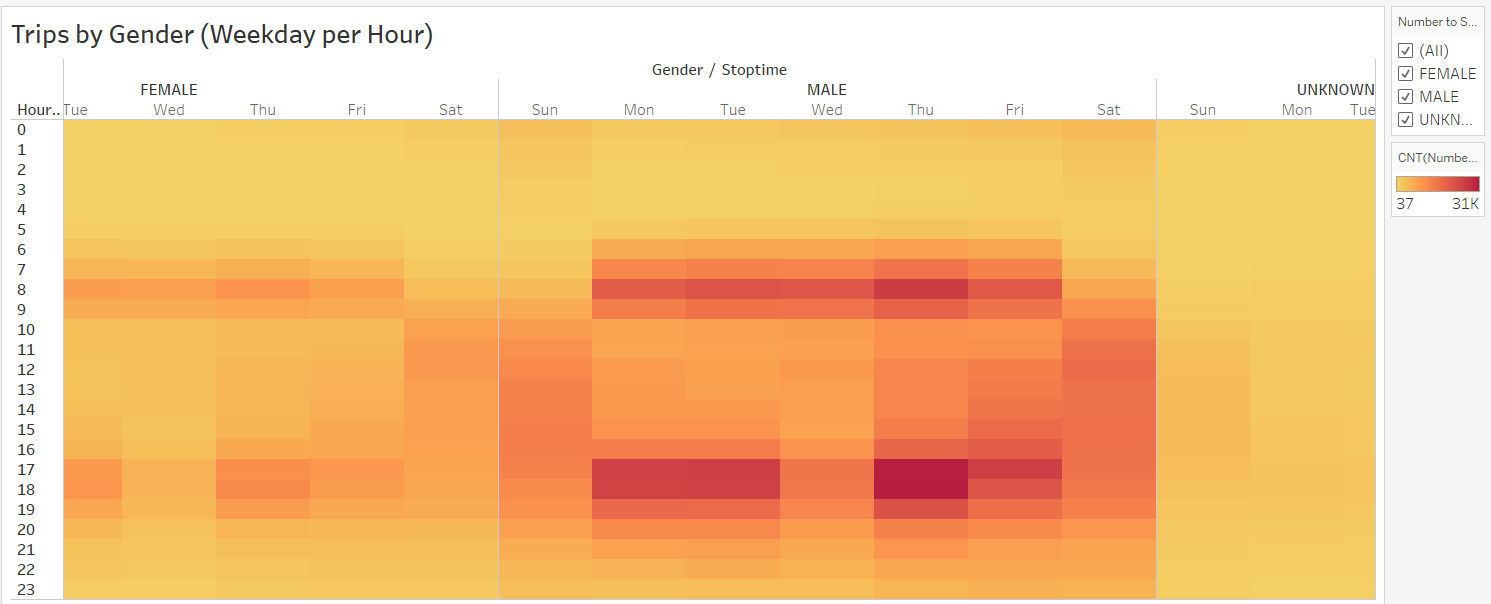 Trips by Gender (Weekday per Hour)
Gender / Stoptime
FEMALE MALE UNKNOWN
Hour.. Tue Wed Thu Fri Sat Sun Mon Tue Wed Thu Fri Sat Sun Mon Tue
0
1
2
3
4
5
6
7
8
9
10
11
12
13
14
15
16
17
18
19
20
21
22
23
Number to S...
(All)
FEMALE
MALE
UNKN...
CNT(Numbe...
37 31K